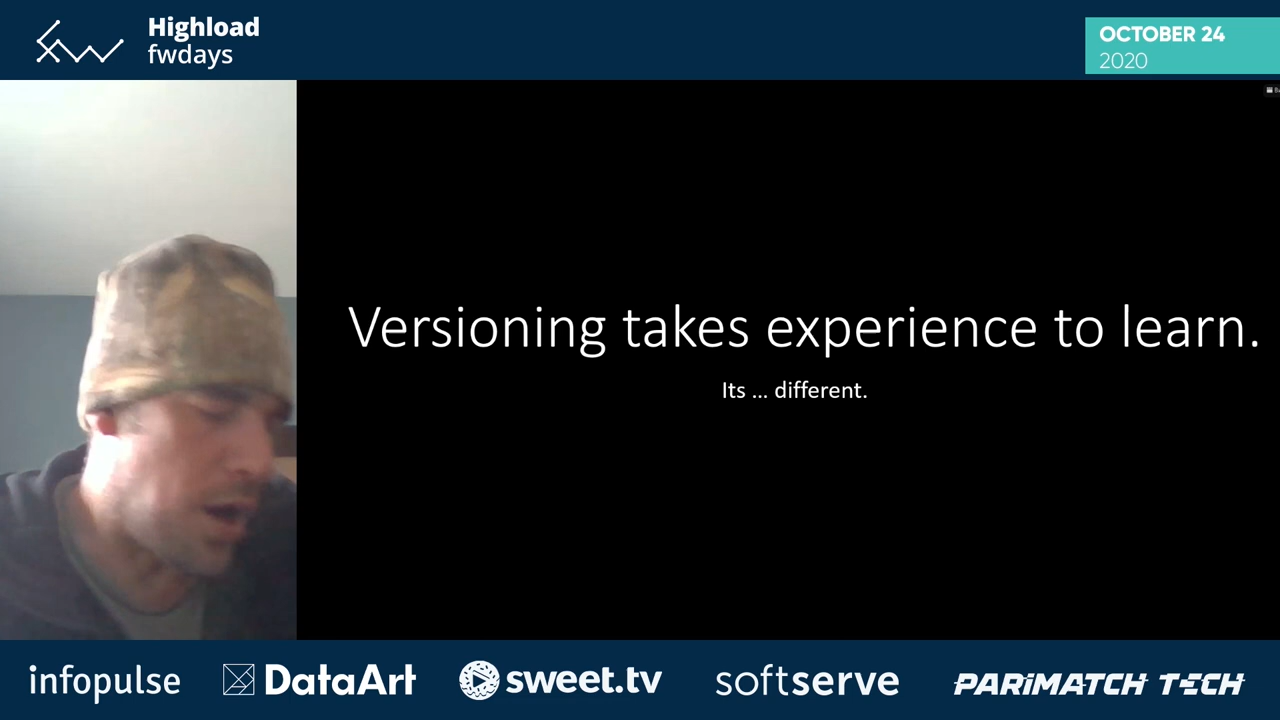 Highload
fwdays
OCTOBER 24
2020
Versioning takes experience to learn.
Its ... different.
infopulse
DataArt
sweet.tv
softserve
PARIMATCH TECH